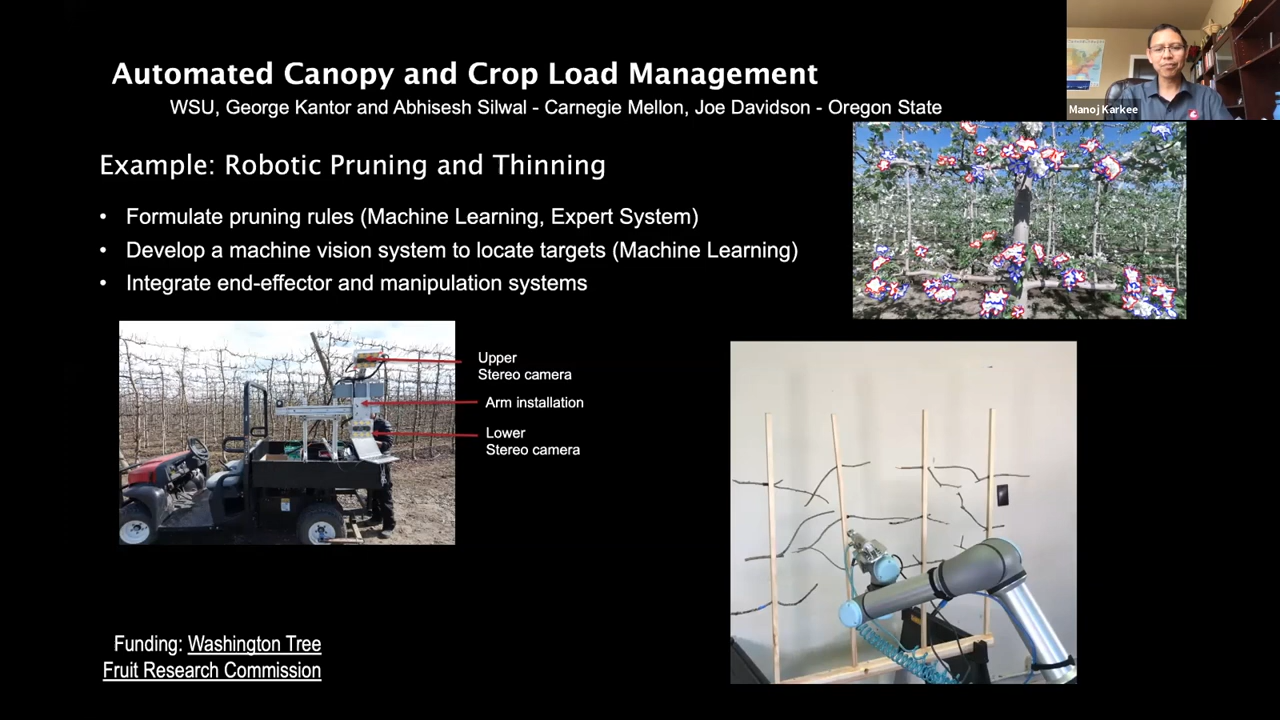 Automated Canopy and Crop Load Management
WSU, George Kantor and Abhisesh Silwal - Carnegie Mellon, Joe Davidson - Oregon State
Manoj Karkee
Example: Robotic Pruning and Thinning
• Formulate pruning rules (Machine Learning, Expert System)
• Develop a machine vision system to locate targets (Machine Learning)
• Integrate end-effector and manipulation systems
Upper
Stereo camera
Arm installation
Lower
Stereo camera
Funding: Washington Tree
Fruit Research Commission